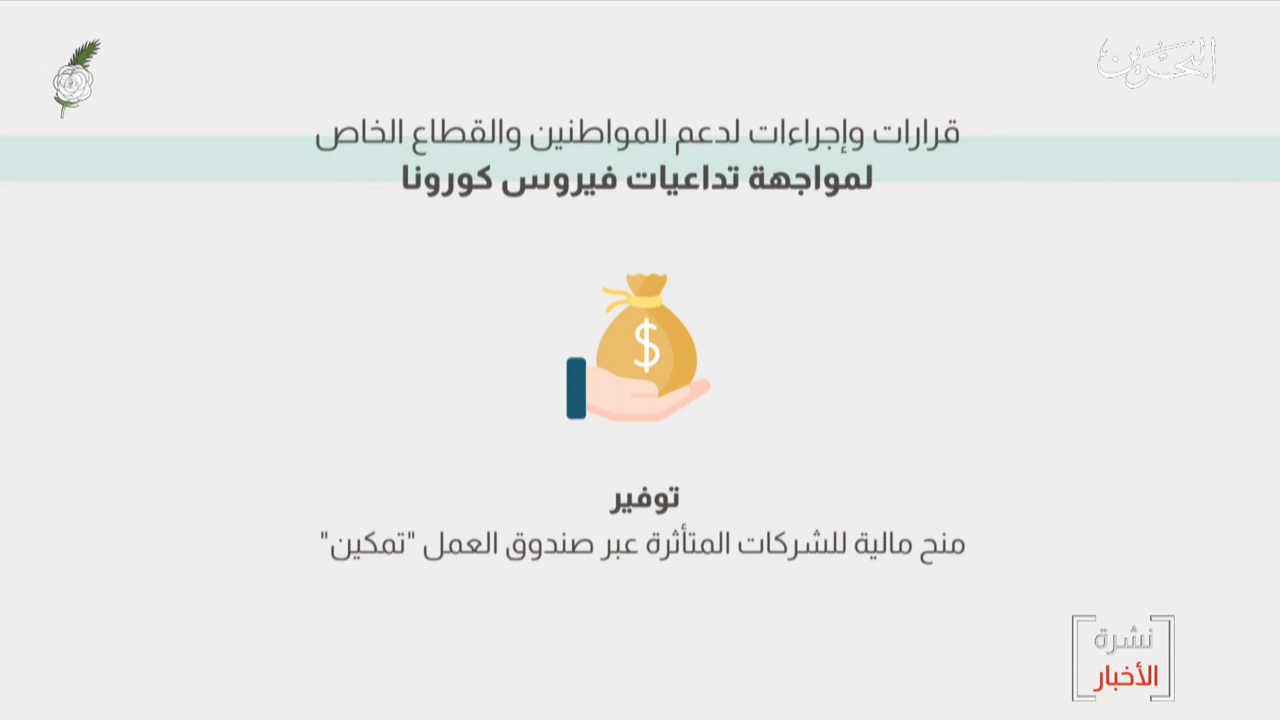 البحرين
قرارات وإجراءات لدعم المواطنين والقطاع الخاص
لمواجهة تداعيات فيروس كورونا
$
توفير
منح مالية للشركات المتأثرة عبر صندوق العمل "تمكين"
نشرة
الأخبار